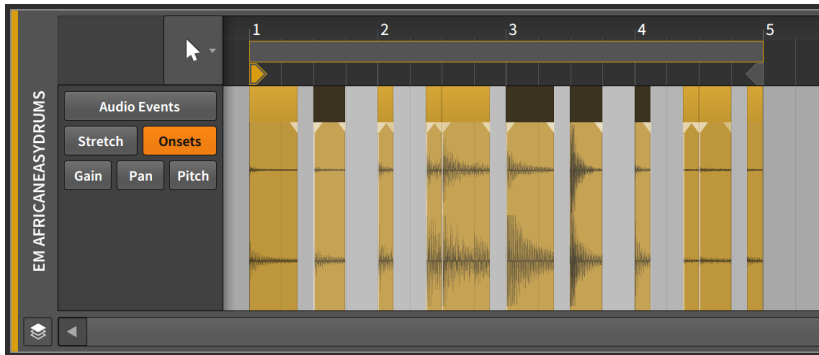 1 2 3 4 5
EM AFRICANEASYDRUMS
Audio Events
Stretch Onsets
Gain Pan Pitch